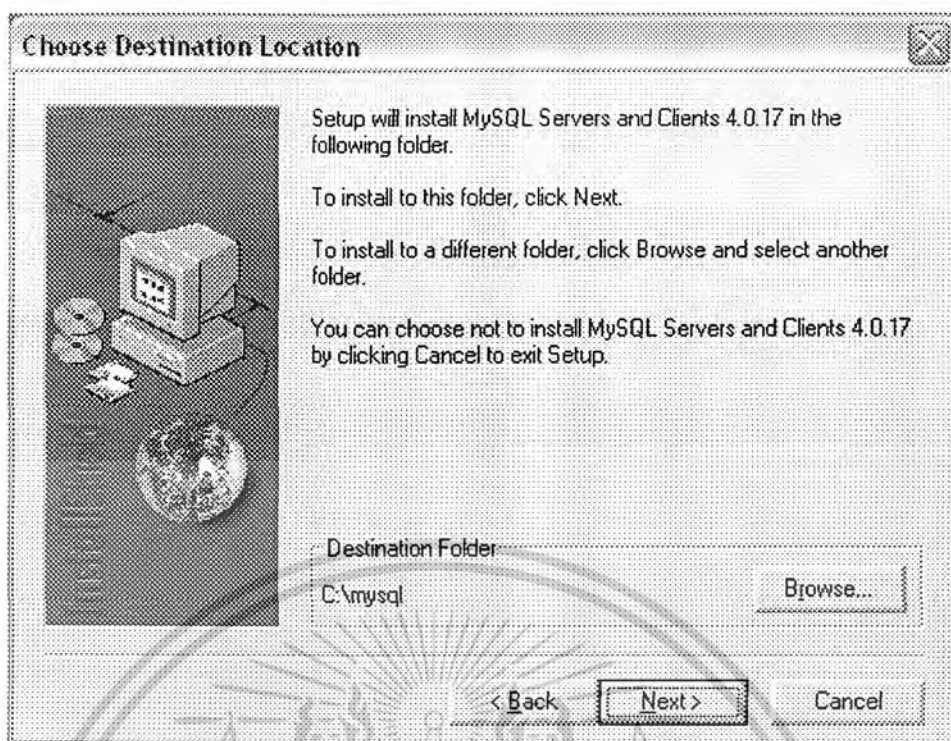 Choose Destination Location
Setup will install MySQL Servers and Clients 4.0.17 in the
following folder.
To install to this folder, click Next.
To install to a different folder, click Browse and select another
folder.
You can choose not to install MySQL Servers and Clients 4.0.17
by clicking Cancel to exit Setup.
InstallShield
Destination Folder
C:\mysql
Browse...
< Back
Next >
Cancel